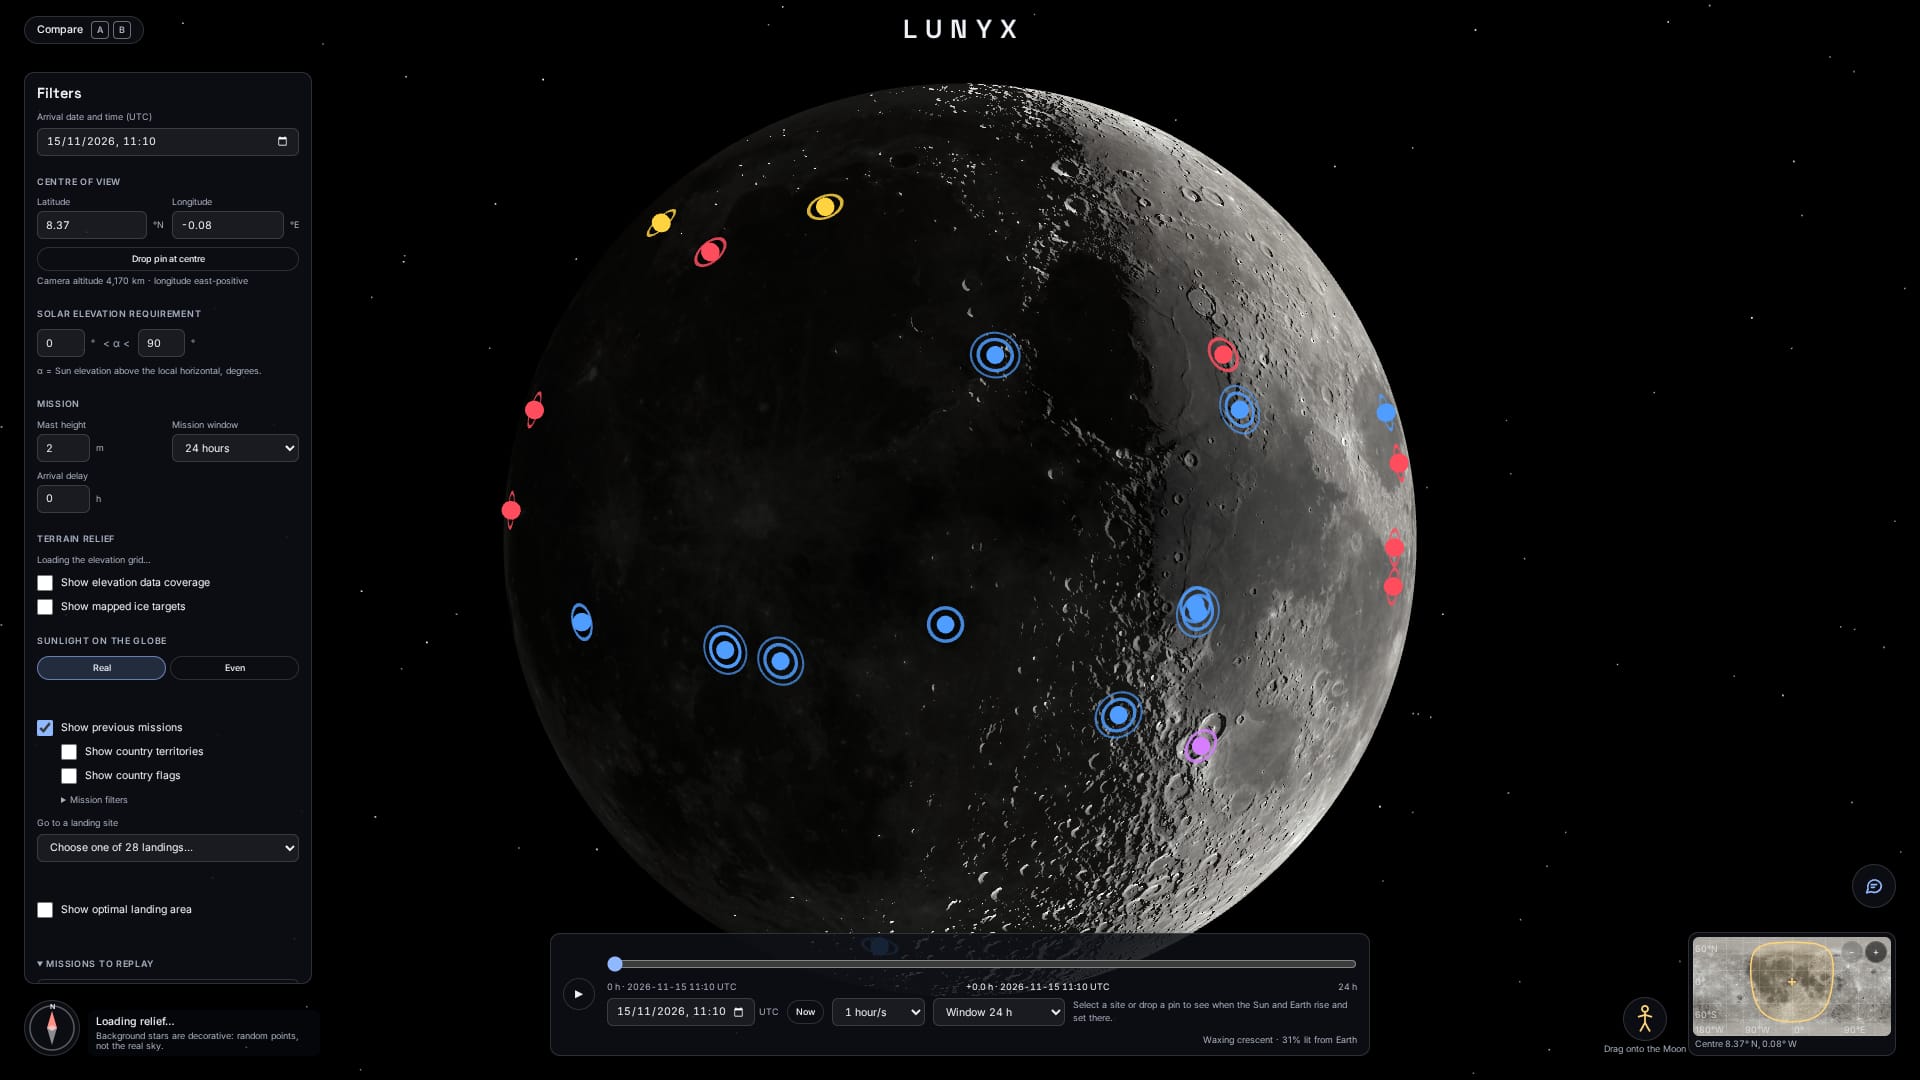 Compare A B
LUNYX
Filters
Arrival date and time (UTC)
15/11/2026, 11:10
CENTRE OF VIEW
Latitude Longitude
8.37 °N -0.08 °E
Drop pin at centre
Camera altitude 4,170 km · longitude east-positive
SOLAR ELEVATION REQUIREMENT
0 ° < α < 90 °
α = Sun elevation above the local horizontal, degrees.
MISSION
Mast height Mission window
2 m 24 hours
Arrival delay
0 h
TERRAIN RELIEF
Loading the elevation grid...
Show elevation data coverage
Show mapped ice targets
SUNLIGHT ON THE GLOBE
Real Even
Show previous missions
Show country territories
Show country flags
▶ Mission filters
Go to a landing site
Choose one of 28 landings...
Show optimal landing area
▼ MISSIONS TO REPLAY
N
Loading relief...
Background stars are decorative: random points,
not the real sky.
0 h · 2026-11-15 11:10 UTC +0.0 h · 2026-11-15 11:10 UTC 24 h
15/11/2026, 11:10 UTC Now 1 hour/s Window 24 h
Select a site or drop a pin to see when the Sun and Earth rise and
set there.
Waxing crescent · 31% lit from Earth
Drag onto the Moon
60°N
0°
60°S
180°W 90°W 0° 90°E
− +
Centre 8.37° N, 0.08° W